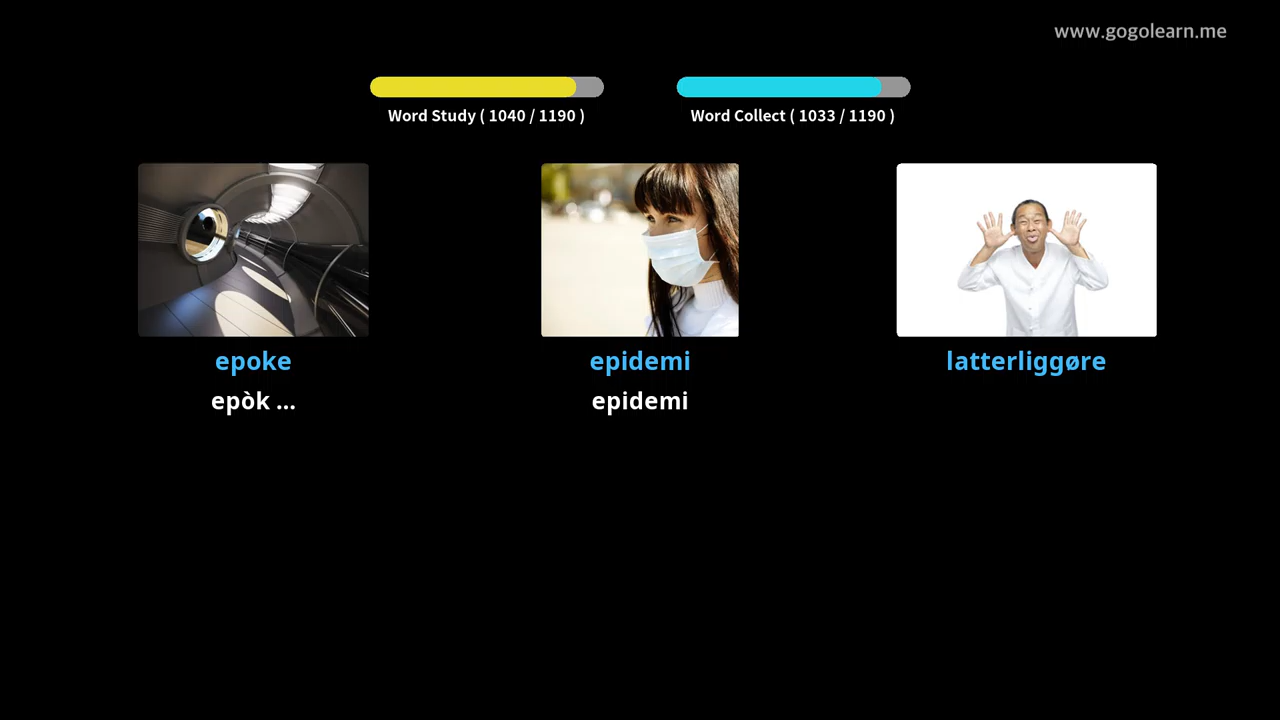 www.gogolearn.me
Word Study ( 1040 / 1190 )
Word Collect ( 1033 / 1190 )
epoke
epòk ...
epidemi
epidemi
latterliggøre